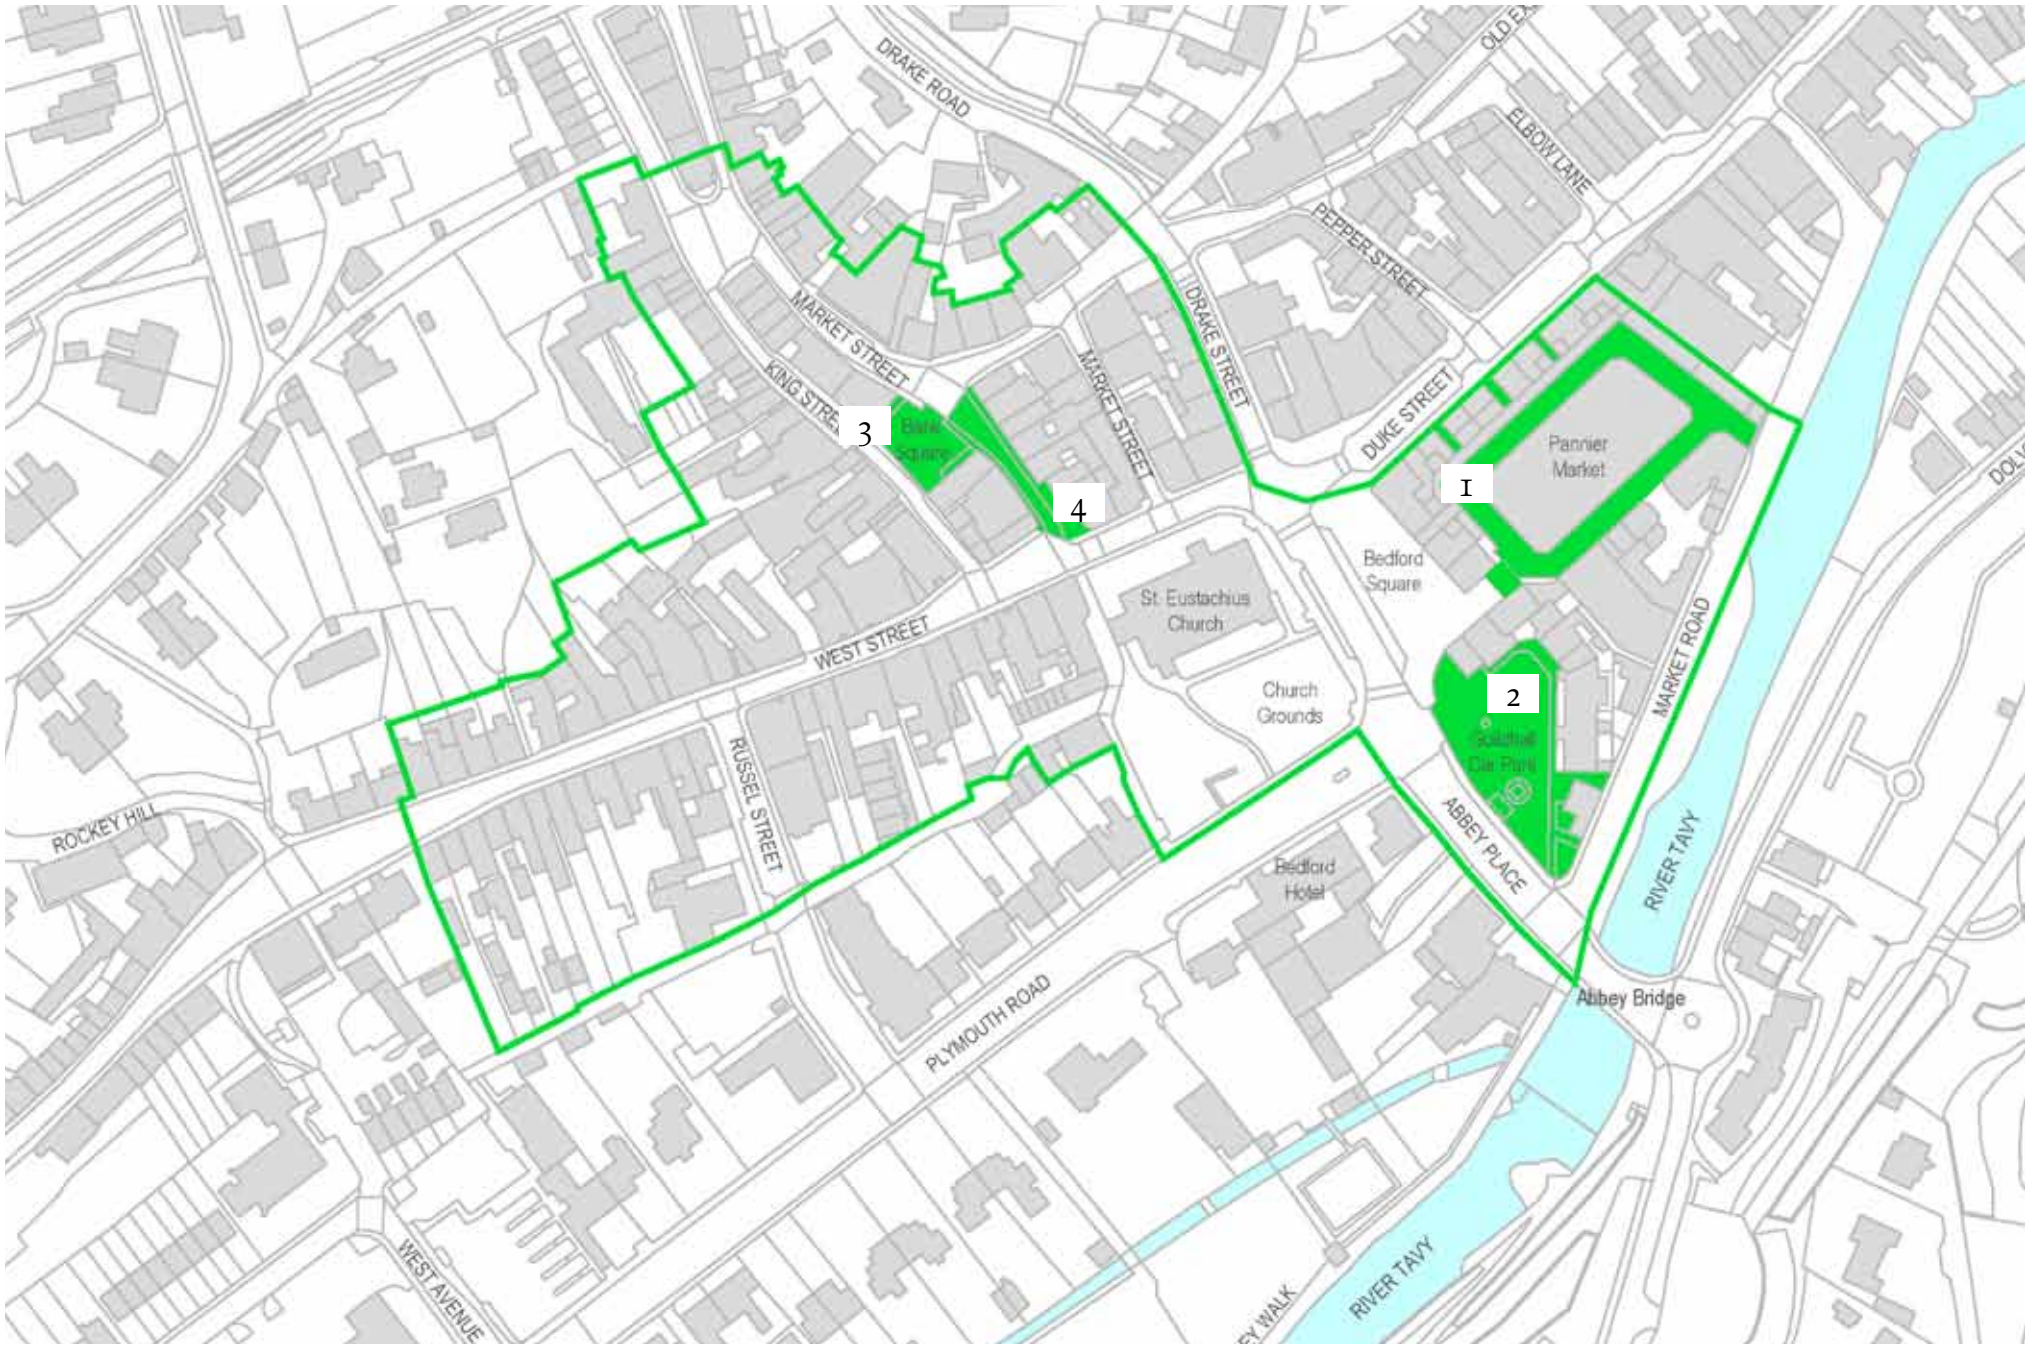 DRAKE ROAD
ELBOW LANE
PEPPER STREET
MARKET STREET
DRAKE STREET
KING STREET
MARKET STREET
DUKE STREET
3
Bank
Square
Pannier
Market
1
4
Bedford
Square
St. Eustachius
Church
WEST STREET
MARKET ROAD
2
Church
Grounds
Guildhall
Car Park
RUSSEL STREET
ROCKEY HILL
ABBEY PLACE
RIVER TAVY
Bedford
Hotel
Abbey Bridge
PLYMOUTH ROAD
WEST AVENUE
RIVER TAVY
WALK